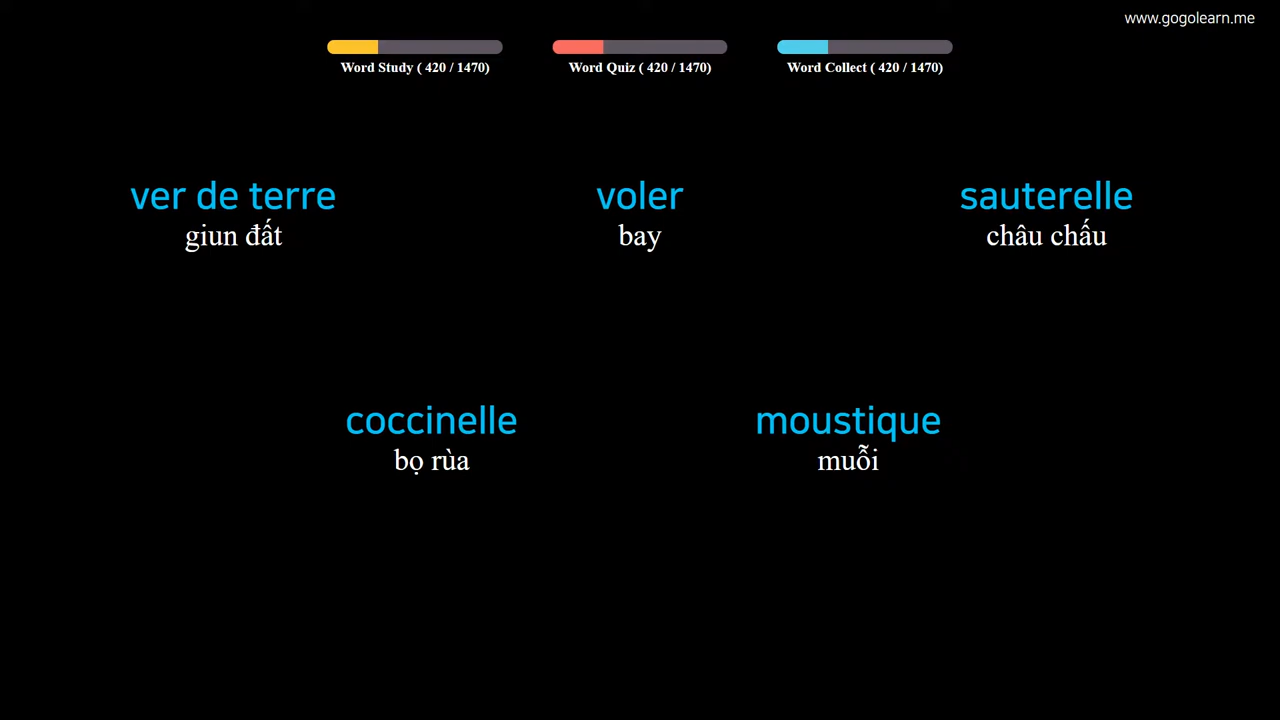 www.gogolearn.me
Word Study ( 420 / 1470)
Word Quiz ( 420 / 1470)
Word Collect ( 420 / 1470)
ver de terre
giun đất
voler
bay
sauterelle
châu chấu
coccinelle
bọ rùa
moustique
muỗi